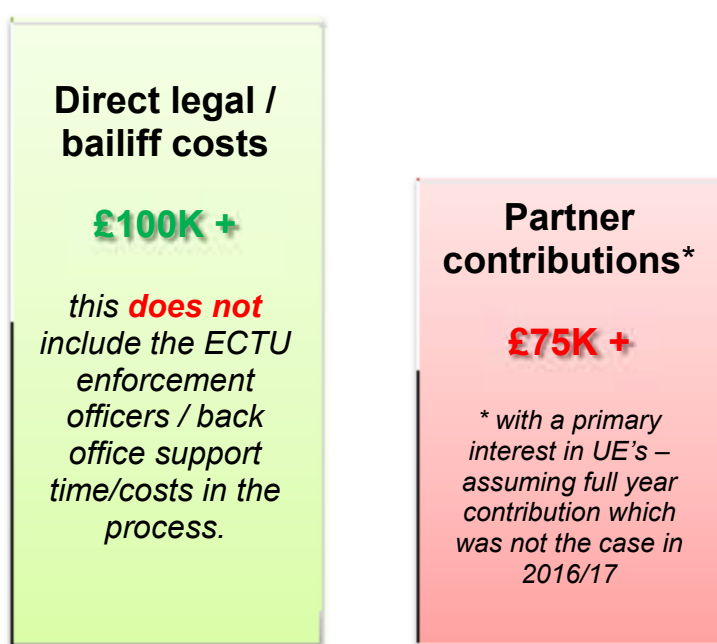 Direct legal /
bailiff costs
£100K +
this does not
include the ECTU
enforcement
officers / back
office support
time/costs in the
process.
Partner
contributions*
£75K +
* with a primary
interest in UE’s –
assuming full year
contribution which
was not the case in
2016/17